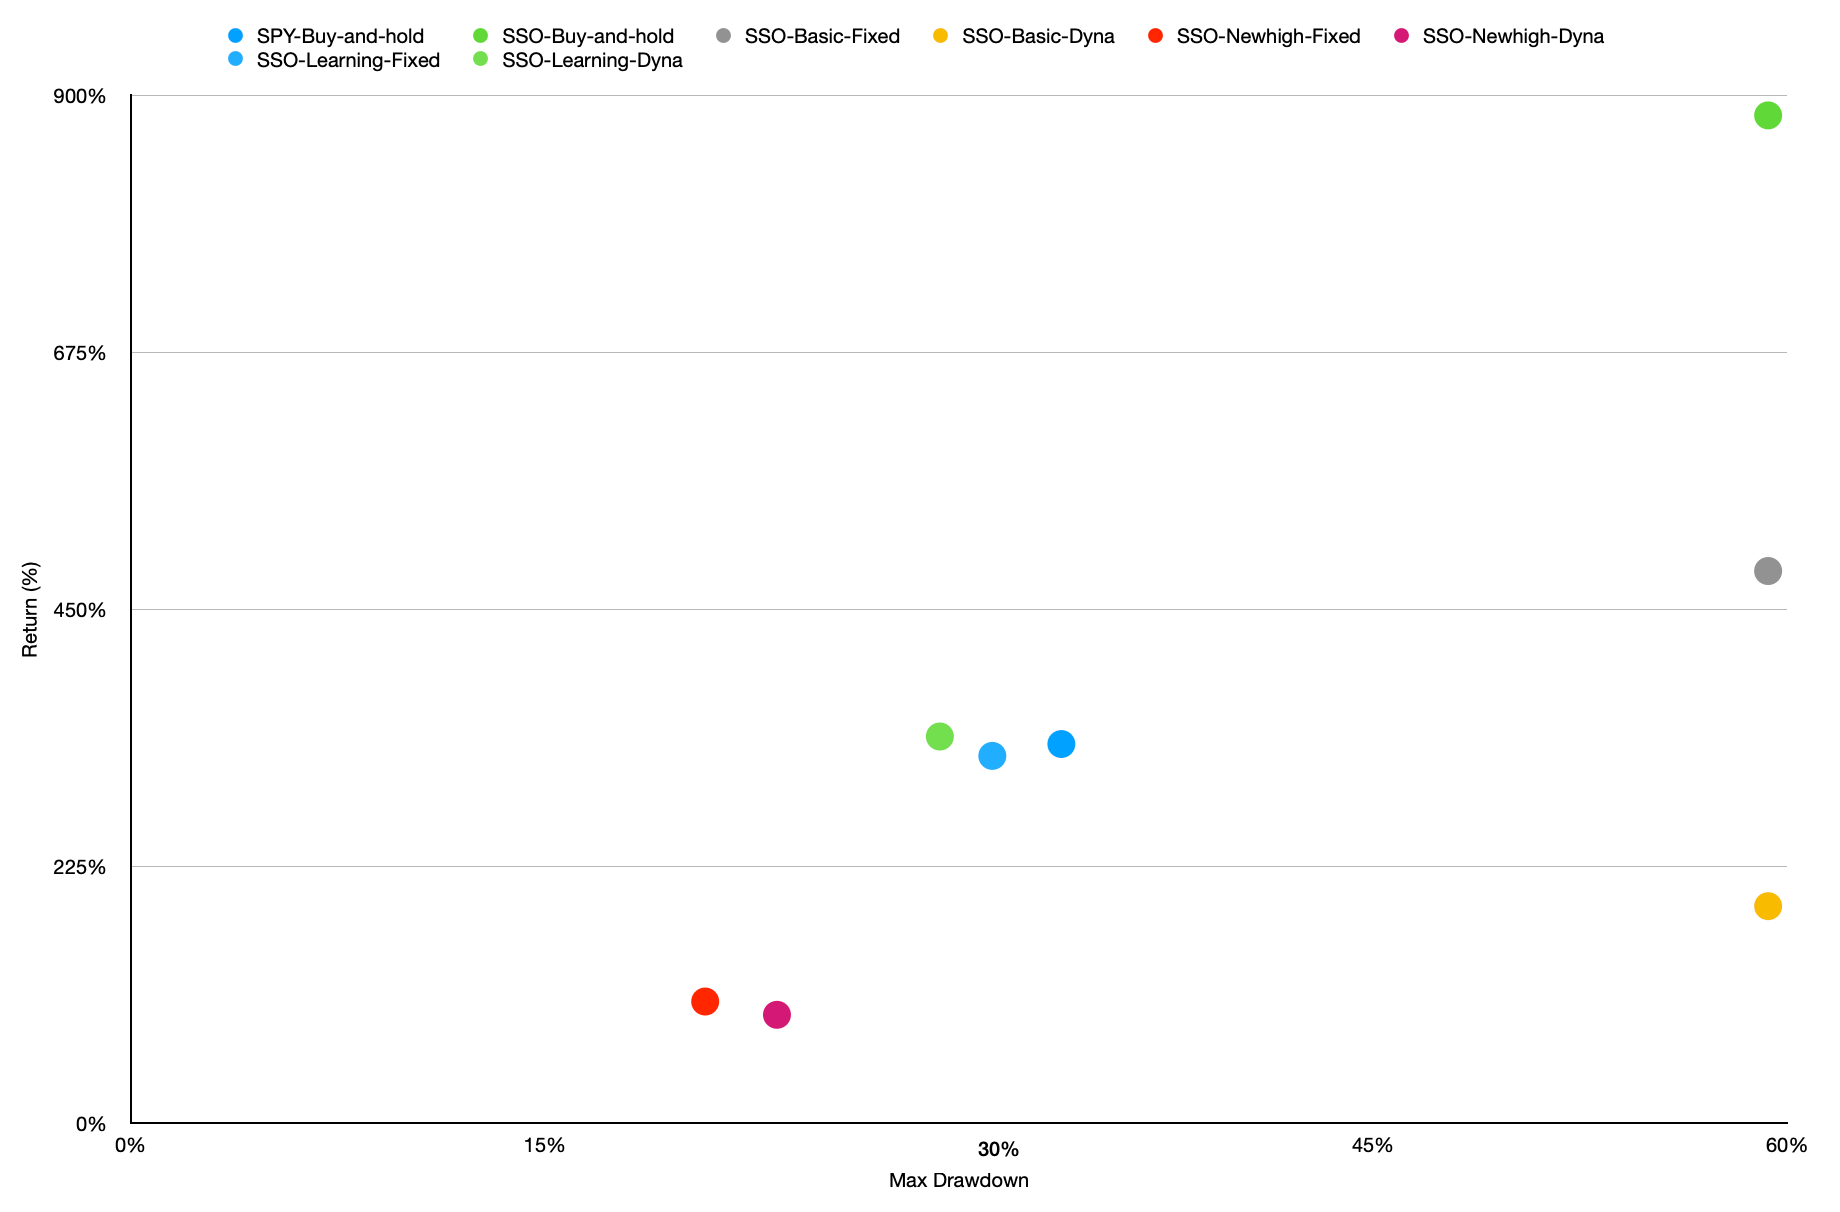 SPY-Buy-and-hold SSO-Buy-and-hold SSO-Basic-Fixed SSO-Basic-Dyna SSO-Newhigh-Fixed SSO-Newhigh-Dyna
SSO-Learning-Fixed SSO-Learning-Dyna
900%
675%
450%
225%
0%
Return (%)
0% 15% 30% 45% 60%
Max Drawdown